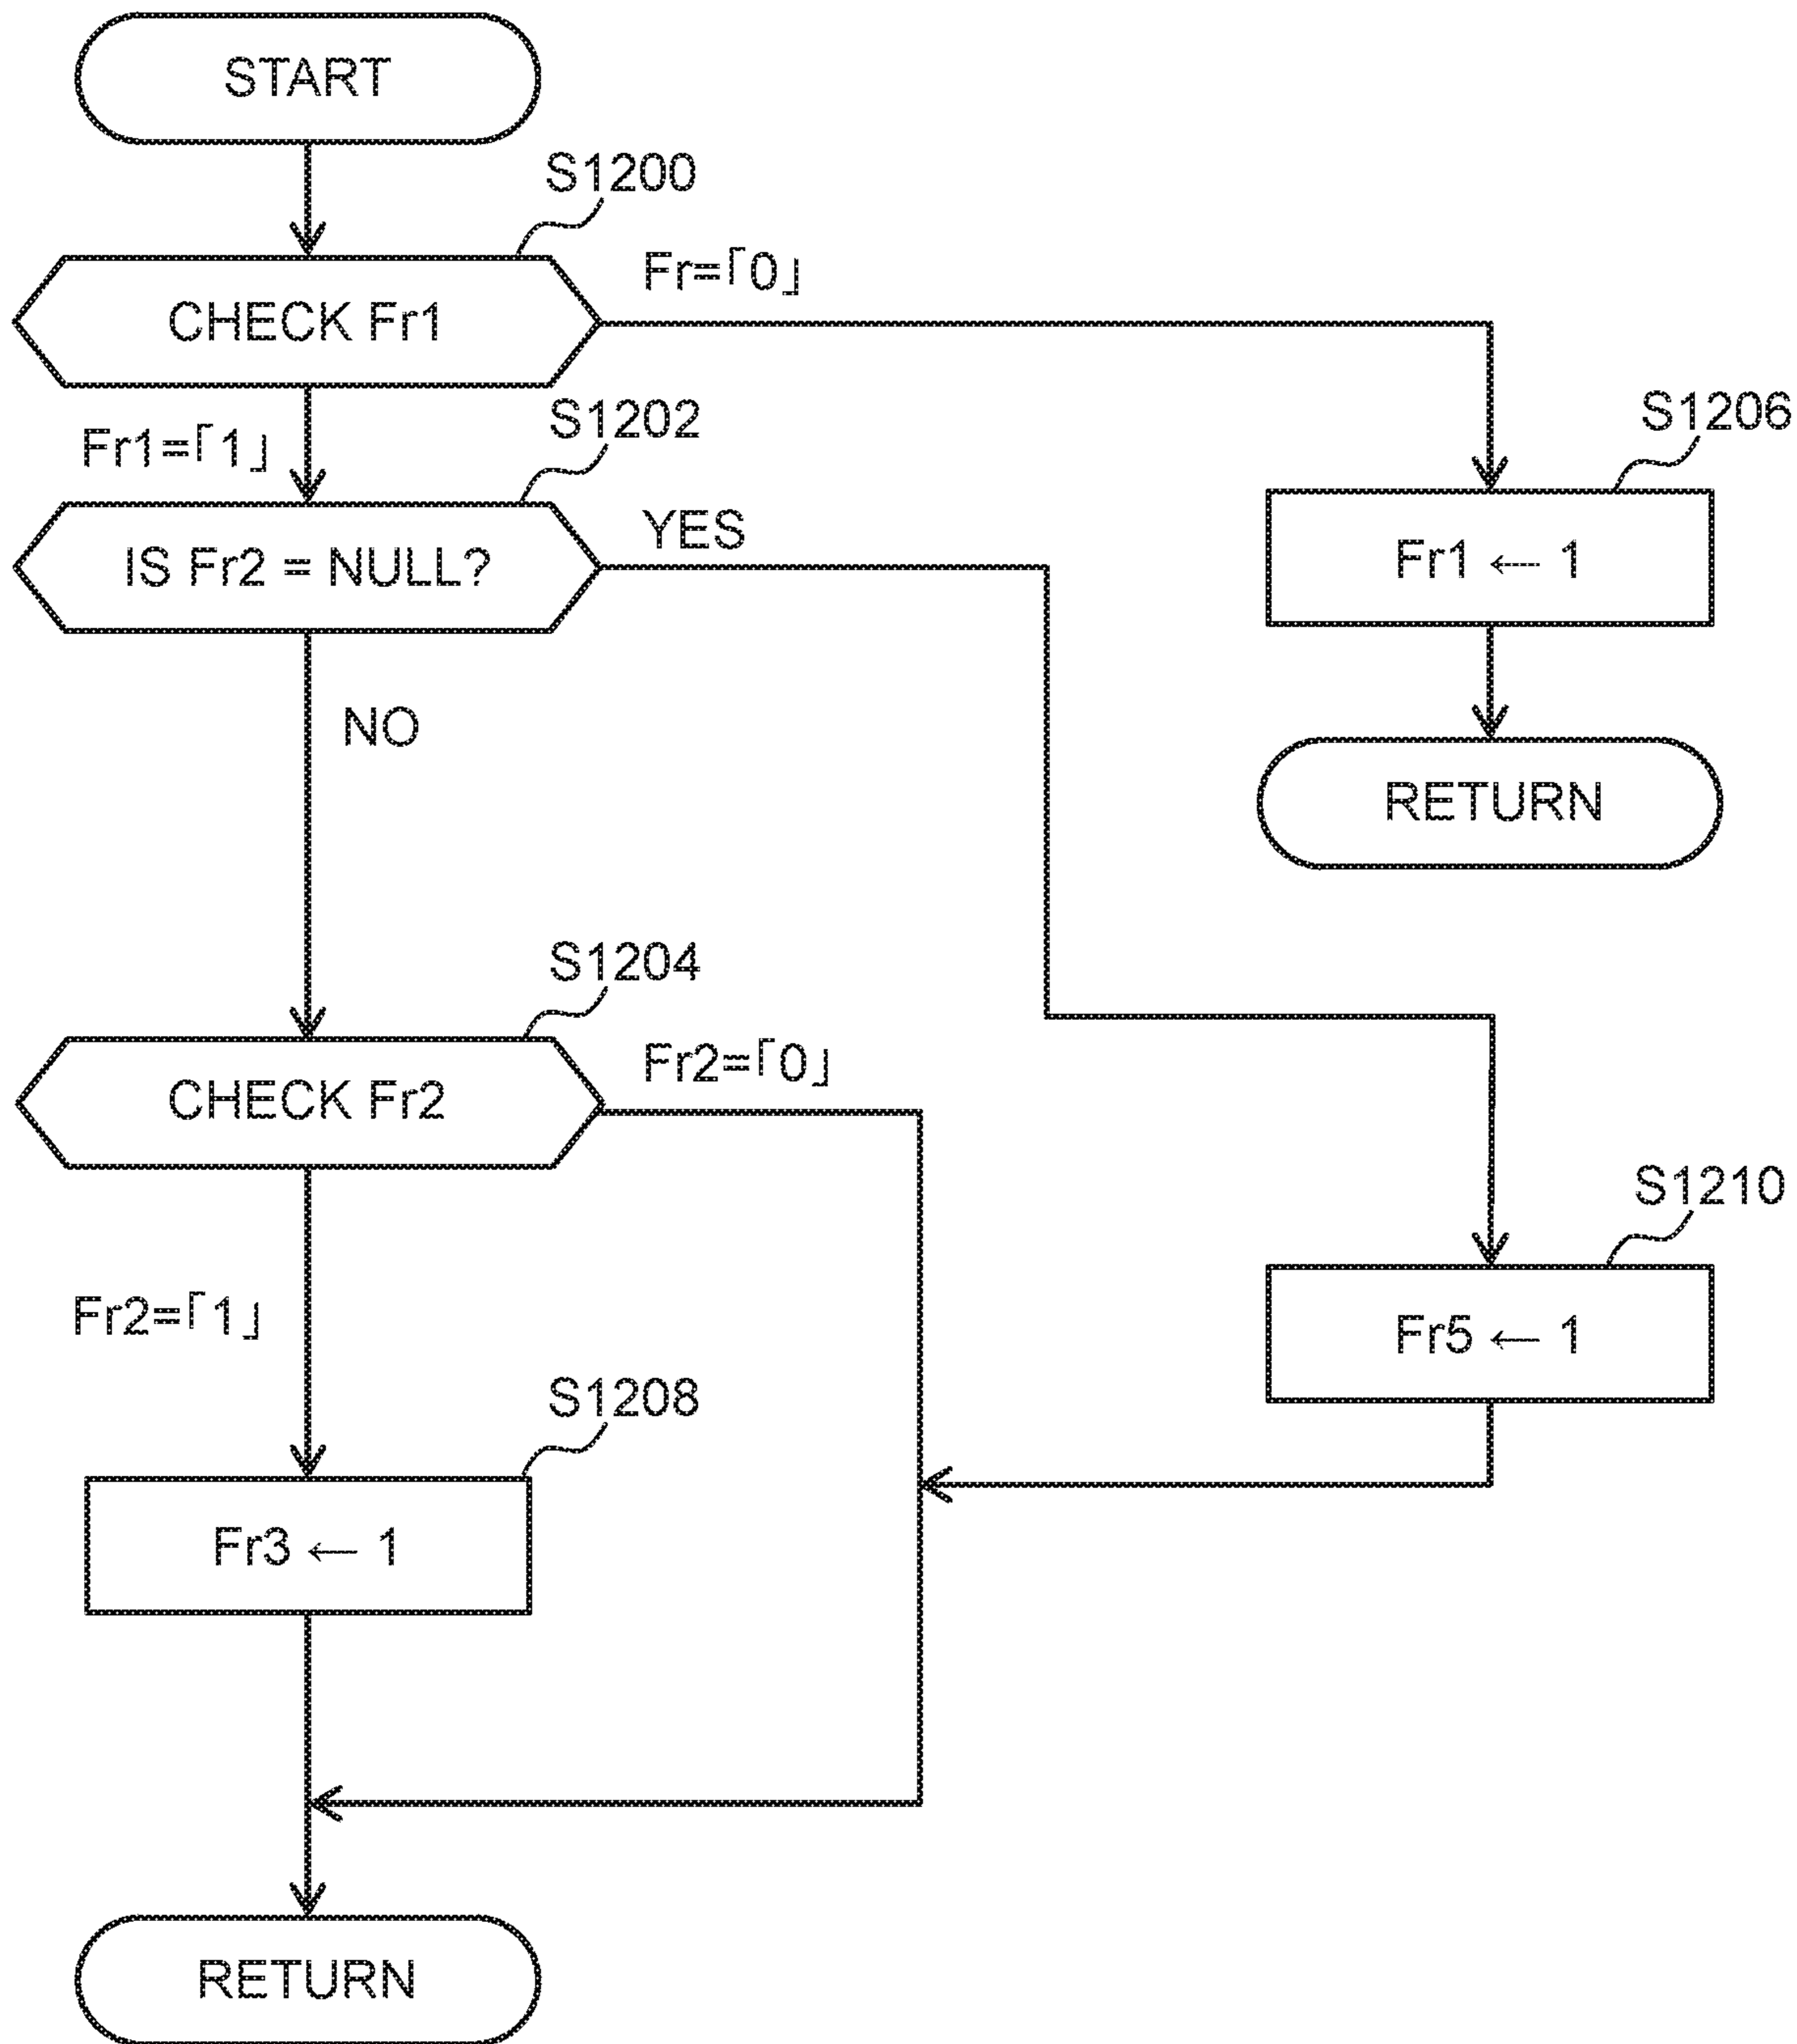 START
S1200
CHECK Fr1
Fr=「0」
Fr1=「1」
S1202
IS Fr2 = NULL?
YES
S1206
Fr1 ← 1
NO
RETURN
S1204
CHECK Fr2
Fr2=「0」
Fr2=「1」
S1210
Fr5 ← 1
S1208
Fr3 ← 1
RETURN